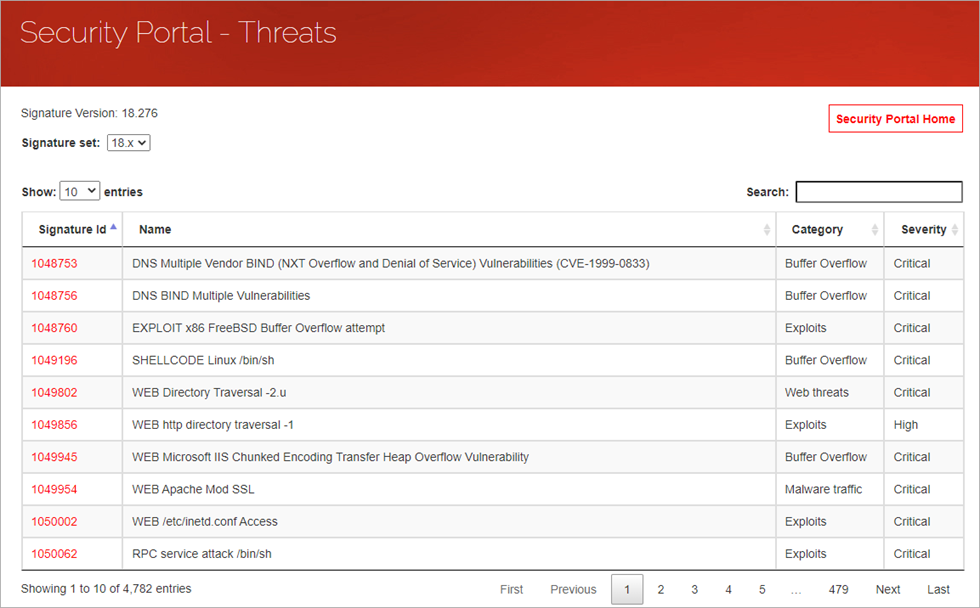 Security Portal - Threats
Signature Version: 18.276
Security Portal Home
Signature set: 18.x
Show: 10 entries
Search:
Signature Id Name Category Severity
1048753 DNS Multiple Vendor BIND (NXT Overflow and Denial of Service) Vulnerabilities (CVE-1999-0833) Buffer Overflow Critical
1048756 DNS BIND Multiple Vulnerabilities Buffer Overflow Critical
1048760 EXPLOIT x86 FreeBSD Buffer Overflow attempt Exploits Critical
1049196 SHELLCODE Linux /bin/sh Buffer Overflow Critical
1049802 WEB Directory Traversal -2.u Web threats Critical
1049856 WEB http directory traversal -1 Exploits High
1049945 WEB Microsoft IIS Chunked Encoding Transfer Heap Overflow Vulnerability Buffer Overflow Critical
1049954 WEB Apache Mod SSL Malware traffic Critical
1050002 WEB /etc/inetd.conf Access Exploits Critical
1050062 RPC service attack /bin/sh Exploits Critical
Showing 1 to 10 of 4,782 entries First Previous 1 2 3 4 5 … 479 Next Last